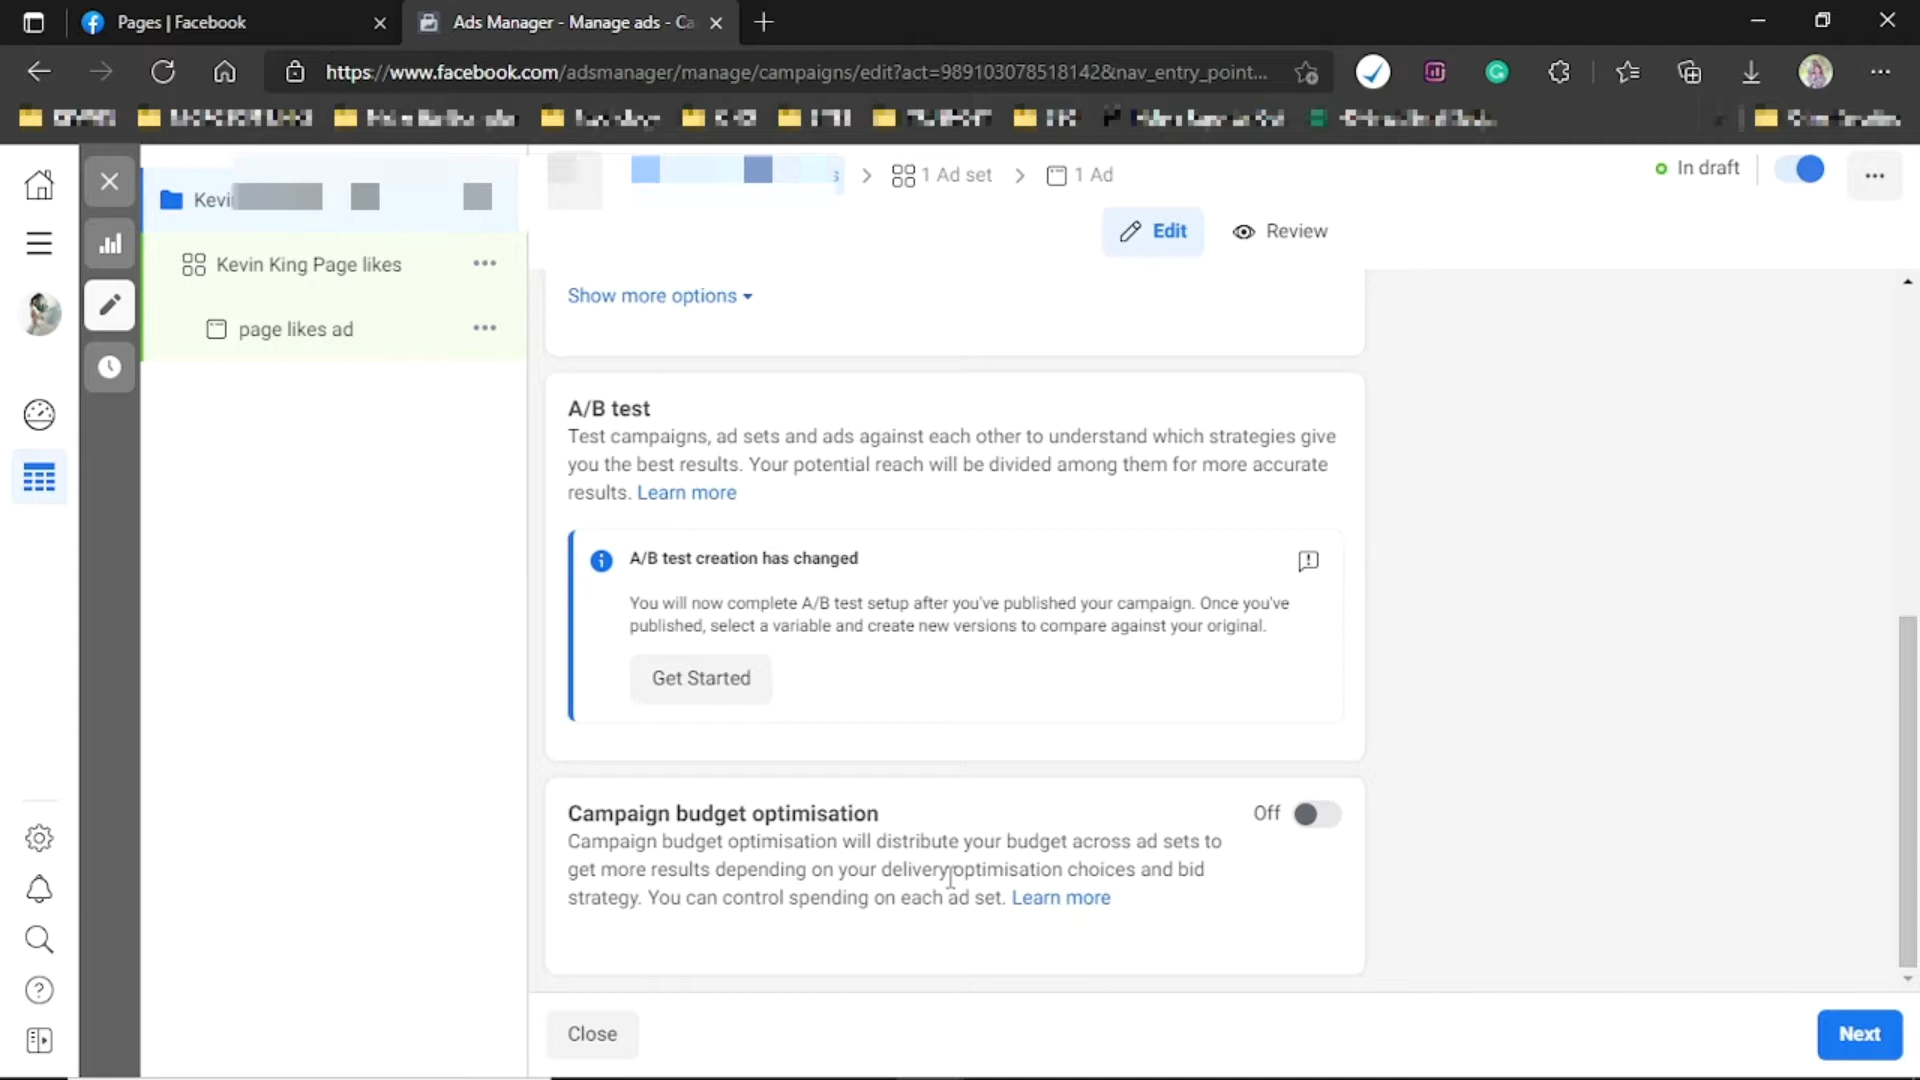 Pages | Facebook
Ads Manager - Manage ads - Ca
https://www.facebook.com/adsmanager/manage/campaigns/edit?act=989103078518142&nav_entry_point...
Kevi
1 Ad set
1 Ad
In draft
Edit
Review
Kevin King Page likes
page likes ad
Show more options
A/B test
Test campaigns, ad sets and ads against each other to understand which strategies give
you the best results. Your potential reach will be divided among them for more accurate
results. Learn more
A/B test creation has changed
You will now complete A/B test setup after you've published your campaign. Once you've
published, select a variable and create new versions to compare against your original.
Get Started
Campaign budget optimisation
Off
Campaign budget optimisation will distribute your budget across ad sets to
get more results depending on your delivery optimisation choices and bid
strategy. You can control spending on each ad set. Learn more
Close
Next